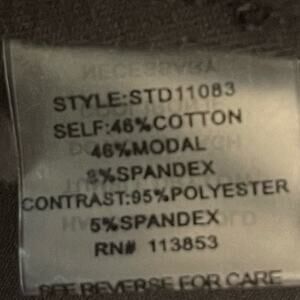 STYLE:STD11083
SELF:46%COTTON
46%MODAL
8%SPANDEX
CONTRAST:95%POLYESTER
5%SPANDEX
RN# 113853
SEE REVERSE FOR CARE